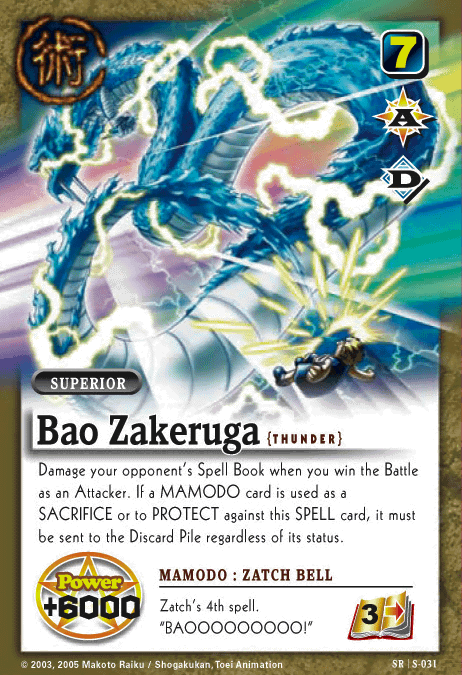 術
7
A
D
SUPERIOR
Bao Zakeruga {THUNDER}
Damage your opponent's Spell Book when you win the Battle
as an Attacker. If a MAMODO card is used as a
SACRIFICE or to PROTECT against this SPELL card, it must
be sent to the Discard Pile regardless of its status.
Power
+6000
MAMODO : ZATCH BELL
Zatch's 4th spell.
"BAOOOOOOOOO!"
3
© 2003, 2005 Makoto Raiku / Shogakukan, Toei Animation
SR | S-031